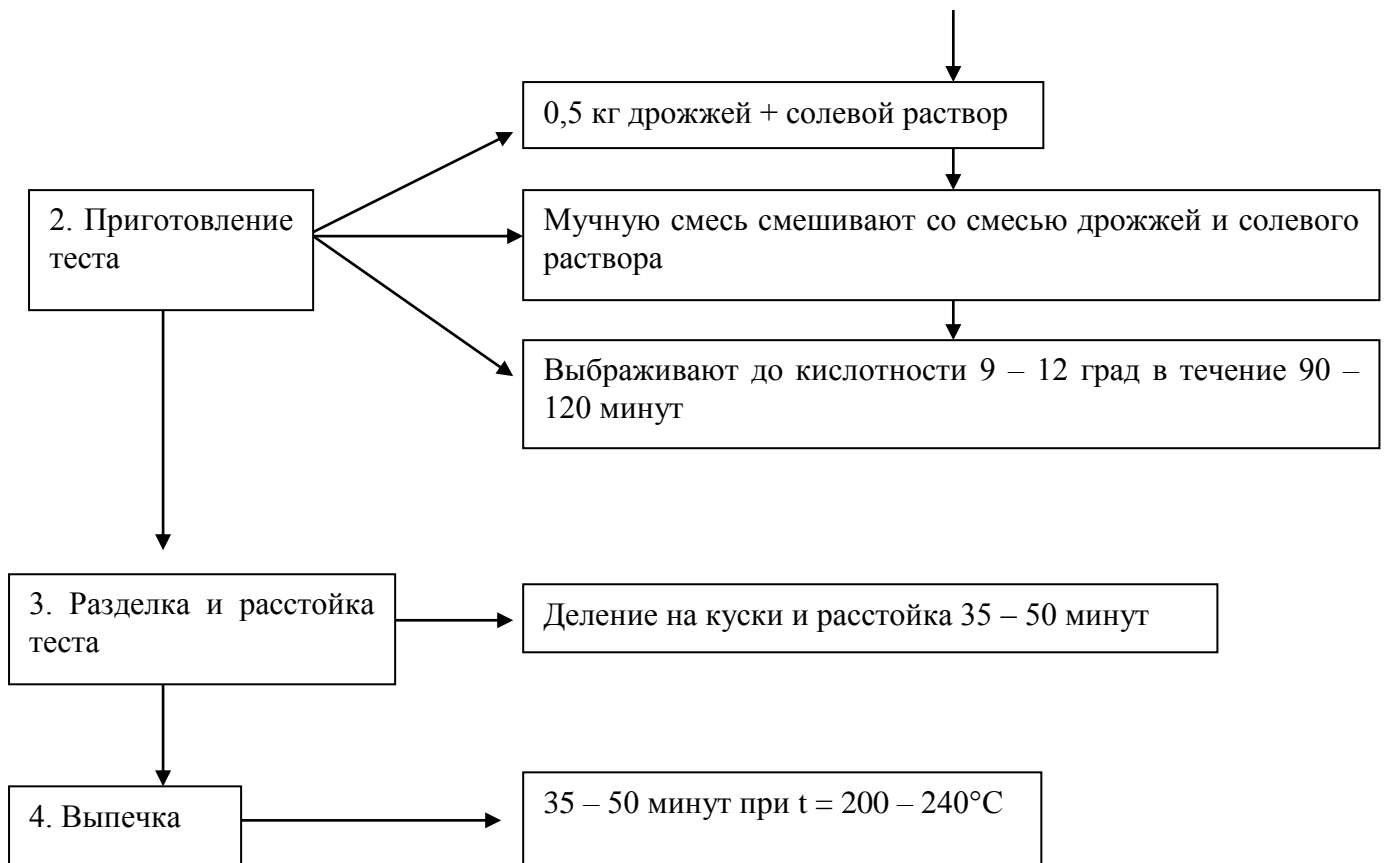 0,5 кг дрожжей + солевой раствор
2. Приготовление
теста
Мучную смесь смешивают со смесью дрожжей и солевого
раствора
Выбраживают до кислотности 9 – 12 град в течение 90 –
120 минут
3. Разделка и расстойка
теста
Деление на куски и расстойка 35 – 50 минут
4. Выпечка
35 – 50 минут при t = 200 – 240°С